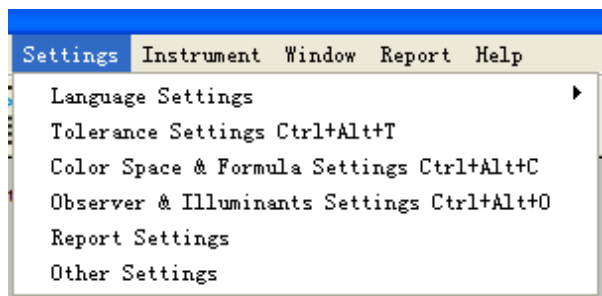 Settings Instrument Window Report Help
Language Settings
Tolerance Settings Ctrl+Alt+T
Color Space & Formula Settings Ctrl+Alt+C
Observer & Illuminants Settings Ctrl+Alt+O
Report Settings
Other Settings